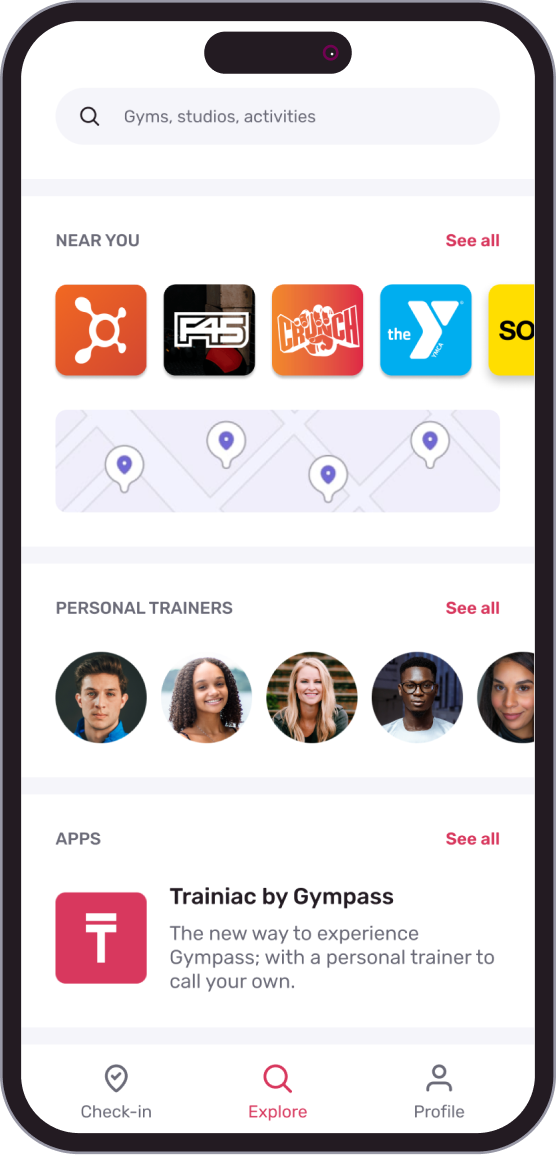 Gyms, studios, activities
NEAR YOU
See all
F45
CRUNCH
the
YMCA
SO
PERSONAL TRAINERS
See all
APPS
See all
Trainiac by Gympass
The new way to experience
Gympass; with a personal trainer to
call your own.
Check-in
Explore
Profile